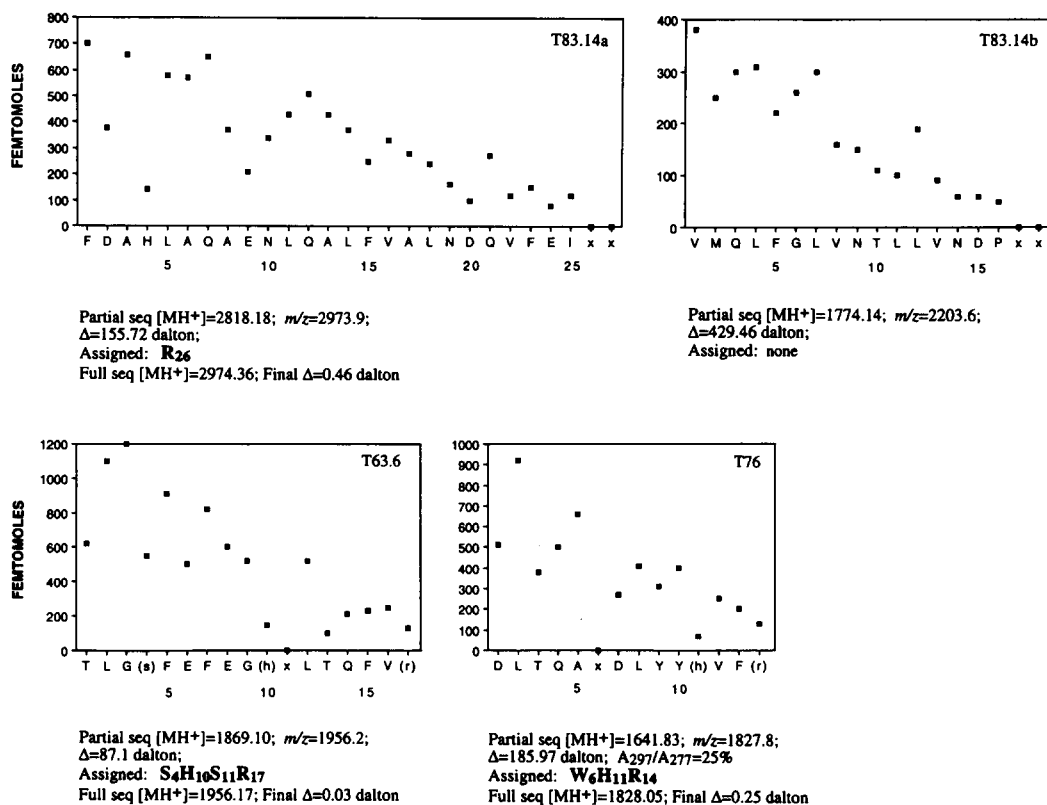 T83.14a
FEMTOMOLES
800
700
600
500
400
300
200
100
0
F D A H L A Q A E N L Q A L F V A L N D Q V F E I x x
5 10 15 20 25
Partial seq [MH+]=2818.18; m/z=2973.9;
Δ=155.72 dalton;
Assigned: R26
Full seq [MH+]=2974.36; Final Δ=0.46 dalton
T83.14b
400
300
200
100
0
V M Q L F G L V N T L L V N D P x x
5 10 15
Partial seq [MH+]=1774.14; m/z=2203.6;
Δ=429.46 dalton;
Assigned: none
T63.6
FEMTOMOLES
1200
1000
800
600
400
200
0
T L G (s) F E F E G (h) x L T Q F V (r)
5 10 15
Partial seq [MH+]=1869.10; m/z=1956.2;
Δ=87.1 dalton;
Assigned: S4H10S11R17
Full seq [MH+]=1956.17; Final Δ=0.03 dalton
T76
1000
900
800
700
600
500
400
300
200
100
0
D L T Q A x D L Y Y (h) V F (r)
5 10
Partial seq [MH+]=1641.83; m/z=1827.8;
Δ=185.97 dalton; A297/A277=25%
Assigned: W6H11R14
Full seq [MH+]=1828.05; Final Δ=0.25 dalton